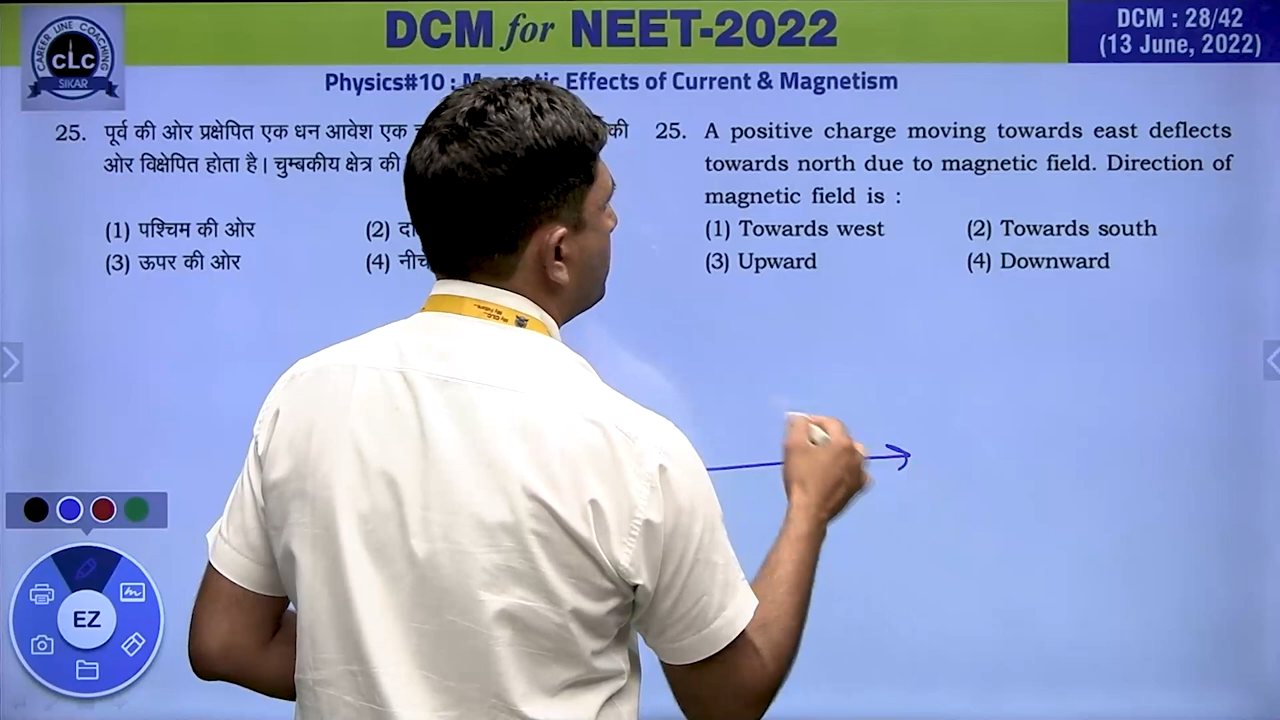 DCM for NEET-2022
DCM : 28/42
(13 June, 2022)
CAREER LINE COACHING
CLC
SIKAR
Physics#10 : Effects of Current & Magnetism
25. पूर्व की ओर प्रक्षेपित एक धन आवेश एक
ओर विक्षेपित होता है। चुम्बकीय क्षेत्र की
(1) पश्चिम की ओर (2)
(3) ऊपर की ओर (4)
25. A positive charge moving towards east deflects
towards north due to magnetic field. Direction of
magnetic field is :
(1) Towards west (2) Towards south
(3) Upward (4) Downward
EZ